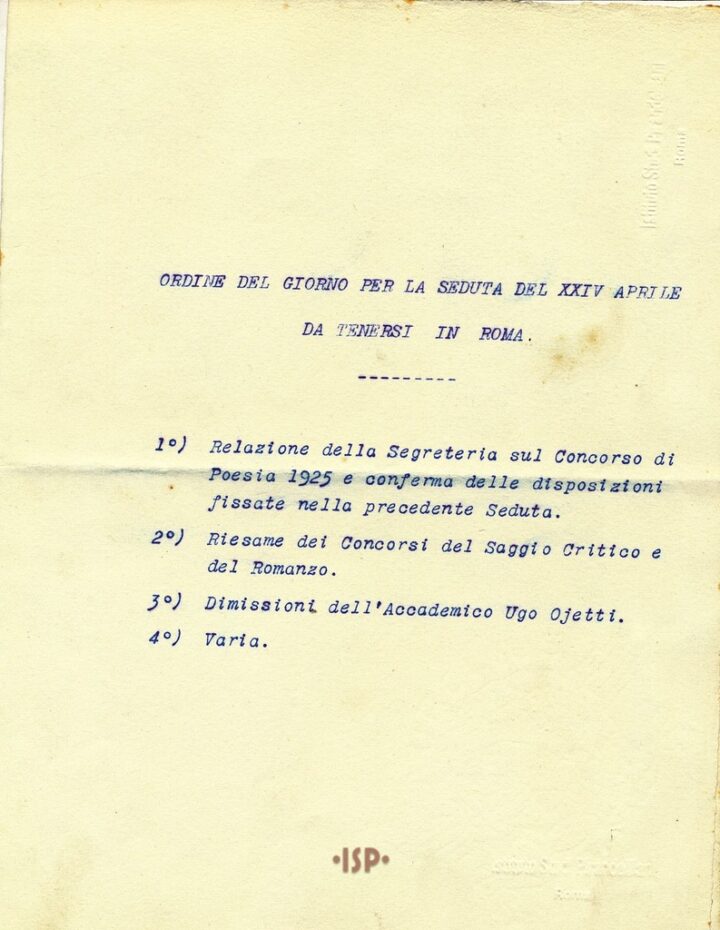 ORDINE DEL GIORNO PER LA SEDUTA DEL XXIV APRILE
DA TENERSI IN ROMA.
---------
1°) Relazione della Segreteria sul Concorso di
Poesia 1925 e conferma delle disposizioni
fissate nella precedente Seduta.
2°) Riesame dei Concorsi del Saggio Critico e
del Romanzo.
3°) Dimissioni dell'Accademico Ugo Ojetti.
4°) Varia.
•ISP•
Roma